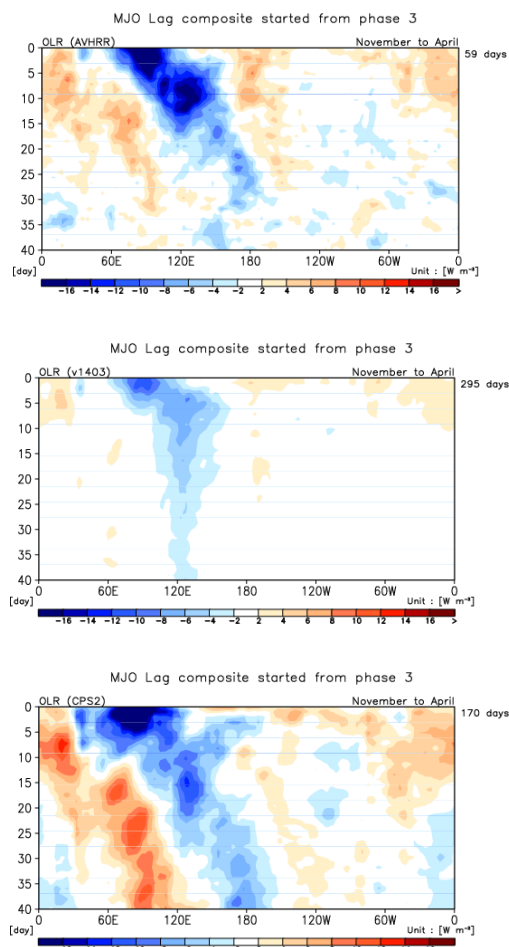 MJO Lag composite started from phase 3
OLR (AVHRR) November to April
59 days
0
5
10
15
20
25
30
35
40
0 60E 120E 180 120W 60W 0
[day] Unit : [W m⁻²]
-16 -14 -12 -10 -8 -6 -4 -2 2 4 6 8 10 12 14 16 >
MJO Lag composite started from phase 3
OLR (v1403) November to April
295 days
0
5
10
15
20
25
30
35
40
0 60E 120E 180 120W 60W 0
[day] Unit : [W m⁻²]
-16 -14 -12 -10 -8 -6 -4 -2 2 4 6 8 10 12 14 16 >
MJO Lag composite started from phase 3
OLR (CPS2) November to April
170 days
0
5
10
15
20
25
30
35
40
0 60E 120E 180 120W 60W 0
[day] Unit : [W m⁻²]